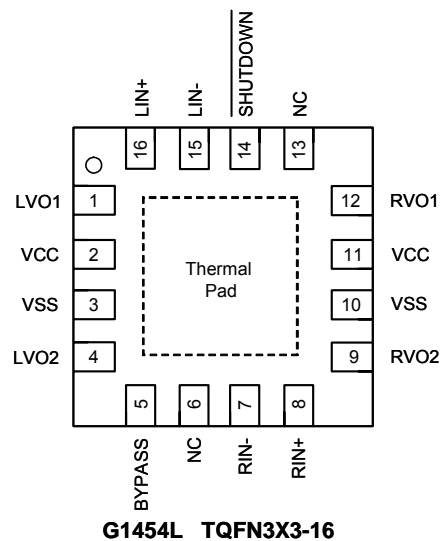 LIN+
LIN-
SHUTDOWN
NC
16
15
14
13
LVO1
1
12
RVO1
VCC
2
11
VCC
Thermal
Pad
VSS
3
10
VSS
LVO2
4
9
RVO2
5
6
7
8
BYPASS
NC
RIN-
RIN+
G1454L TQFN3X3-16